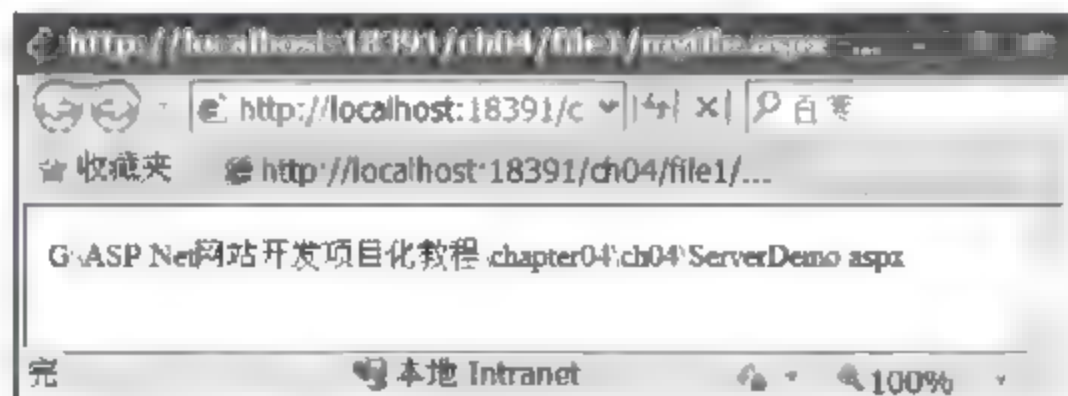 http://localhost:18391/ch04/file1/myfile.aspx - ...
http://localhost:18391/c 百度
收藏夹 http://localhost:18391/ch04/file1/...
G:\ASP.Net网站开发项目化教程\chapter04\ch04\ServerDemo.aspx
完 本地 Intranet 100%